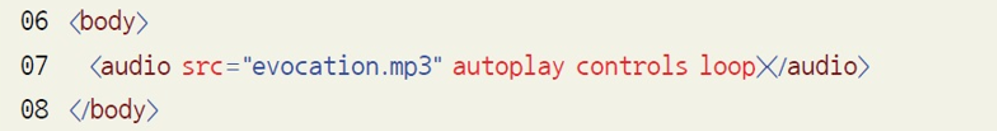 06 <body>
07 <audio src="evocation.mp3" autoplay controls loop></audio>
08 </body>